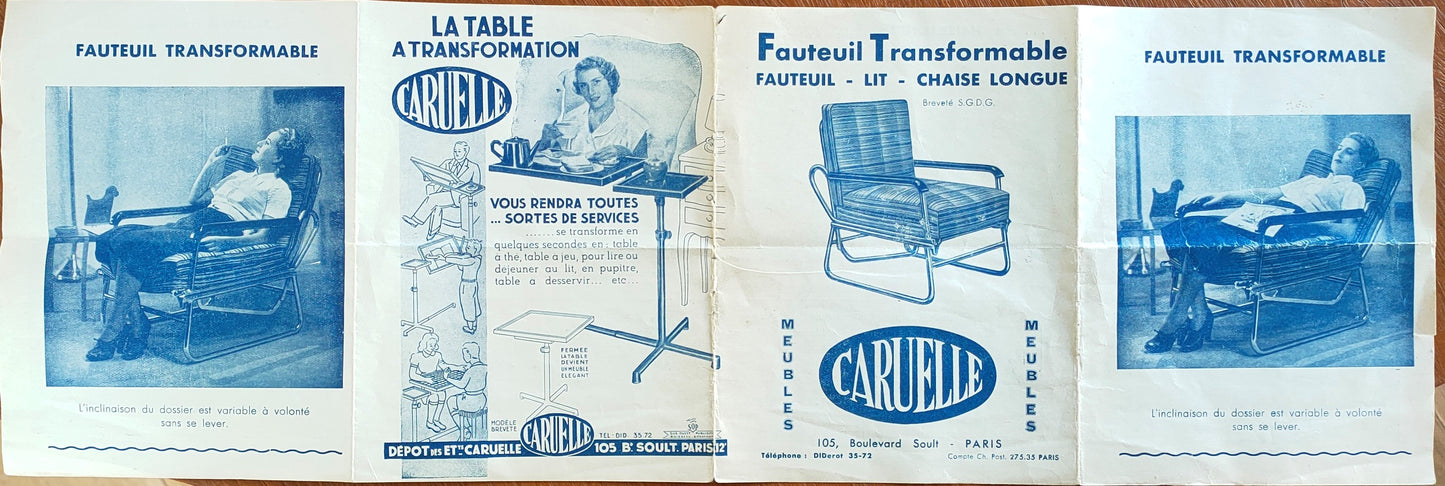 FAUTEUIL TRANSFORMABLE
L'inclinaison du dossier est variable à volonté
sans se lever.
LA TABLE
A TRANSFORMATION
CARUELLE
VOUS RENDRA TOUTES
... SORTES DE SERVICES
....... se transforme en
quelques secondes en; table
à thé, table a jeu, pour lire ou
dejeuner au lit, en pupitre,
table a desservir... etc...
FERMÉE
LA TABLE
DEVIENT
UN MEUBLE
ELEGANT
MODÈLE
BREVETÉ
CARUELLE
TEL: DID. 35.72
DÉPOT DES ETTS CARUELLE
105 BD SOULT. PARIS 12
Fauteuil Transformable
FAUTEUIL - LIT - CHAISE LONGUE
Breveté S.G.D.G.
MEUBLES
CARUELLE
MEUBLES
105, Boulevard Soult - PARIS
Téléphone : DIDerot 35-72
Compte Ch. Post. 275.35 PARIS
FAUTEUIL TRANSFORMABLE
L'inclinaison du dossier est variable à volonté
sans se lever.